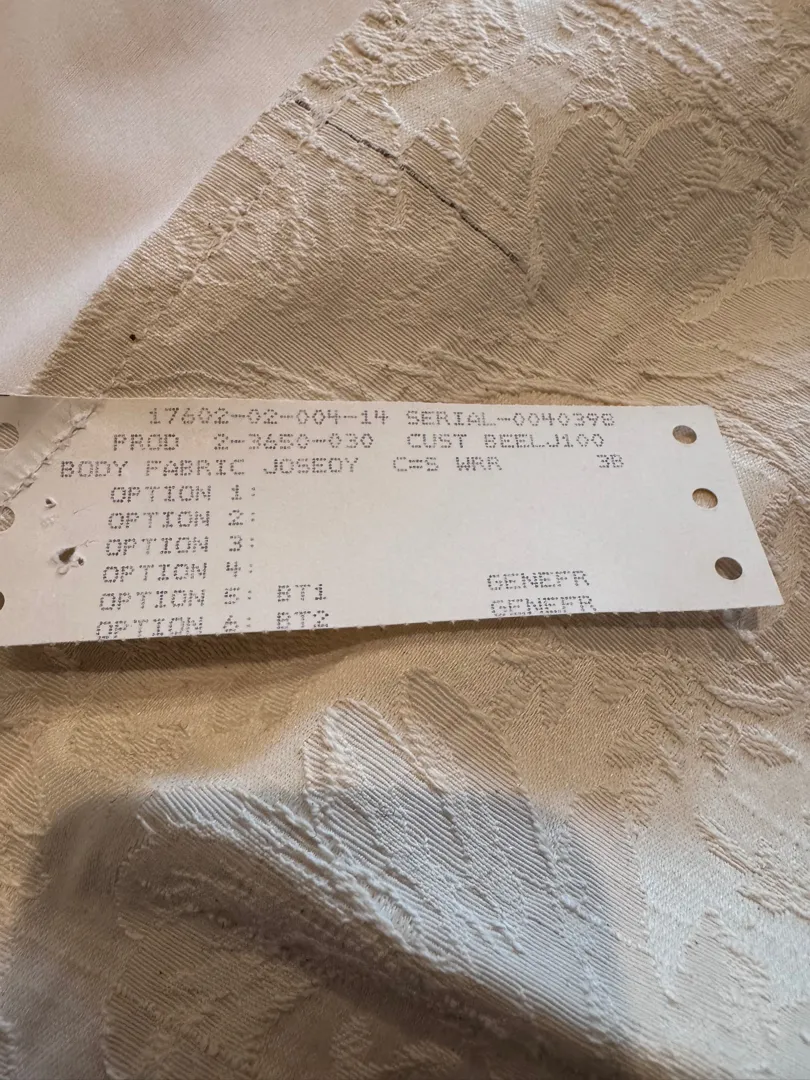 17602-02-004-14 SERIAL-0040398
PROD 2-3650-030 CUST BEELJ100
BODY FABRIC JOSEOY C=S WRR 3B
OPTION 1:
OPTION 2:
OPTION 3:
OPTION 4:
OPTION 5: BT1 GENEFR
OPTION 6: BT2 GENEFR